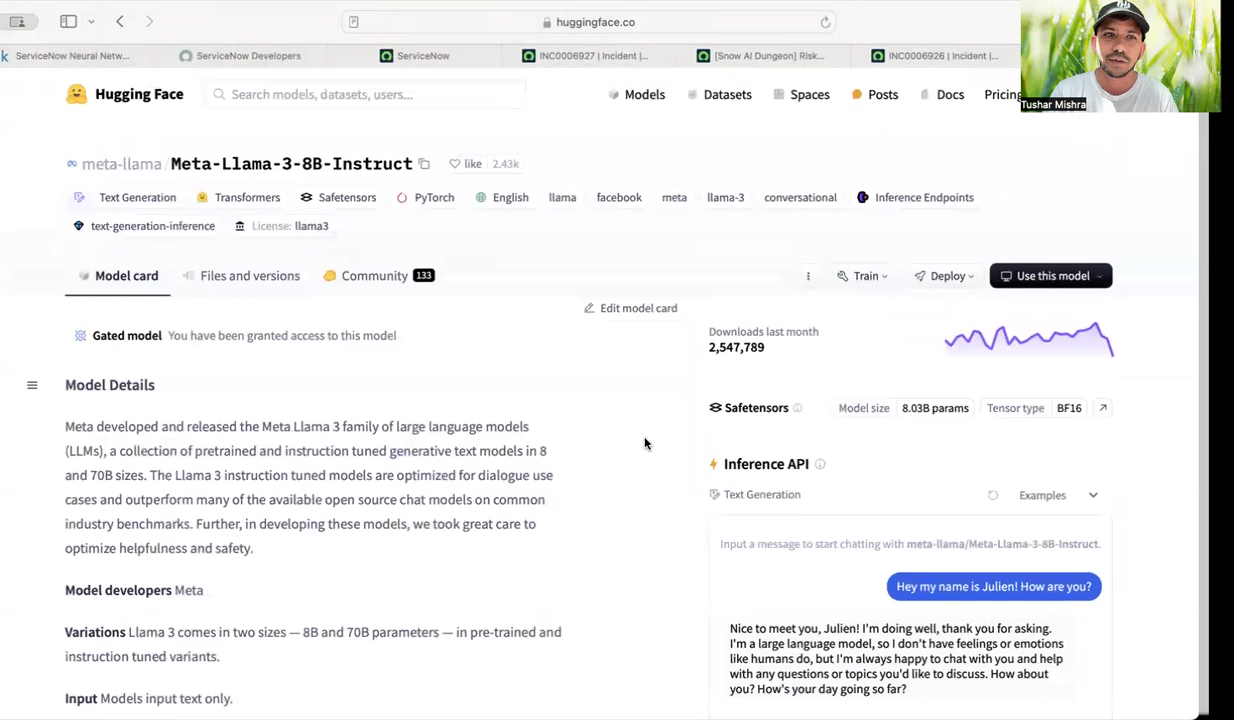 huggingface.co
ServiceNow Neural Netw...
ServiceNow Developers
ServiceNow
INC0006927 | Incident |...
[Snow AI Dungeon] Risk...
INC0006926 | Incident |...
Tushar Mishra
Hugging Face
Search models, datasets, users...
Models
Datasets
Spaces
Posts
Docs
Pricing
meta-llama/Meta-Llama-3-8B-Instruct
like 2.43k
Text Generation
Transformers
Safetensors
PyTorch
English
llama
facebook
meta
llama-3
conversational
Inference Endpoints
text-generation-inference
License: llama3
Model card
Files and versions
Community 133
Train
Deploy
Use this model
Edit model card
Gated model You have been granted access to this model
Model Details
Meta developed and released the Meta Llama 3 family of large language models
(LLMs), a collection of pretrained and instruction tuned generative text models in 8
and 70B sizes. The Llama 3 instruction tuned models are optimized for dialogue use
cases and outperform many of the available open source chat models on common
industry benchmarks. Further, in developing these models, we took great care to
optimize helpfulness and safety.
Model developers Meta
Variations Llama 3 comes in two sizes — 8B and 70B parameters — in pre-trained and
instruction tuned variants.
Input Models input text only.
Downloads last month
2,547,789
Safetensors
Model size 8.03B params
Tensor type BF16
Inference API
Text Generation
Examples
Input a message to start chatting with meta-llama/Meta-Llama-3-8B-Instruct.
Hey my name is Julien! How are you?
Nice to meet you, Julien! I'm doing well, thank you for asking.
I'm a large language model, so I don't have feelings or emotions
like humans do, but I'm always happy to chat with you and help
with any questions or topics you'd like to discuss. How about
you? How's your day going so far?